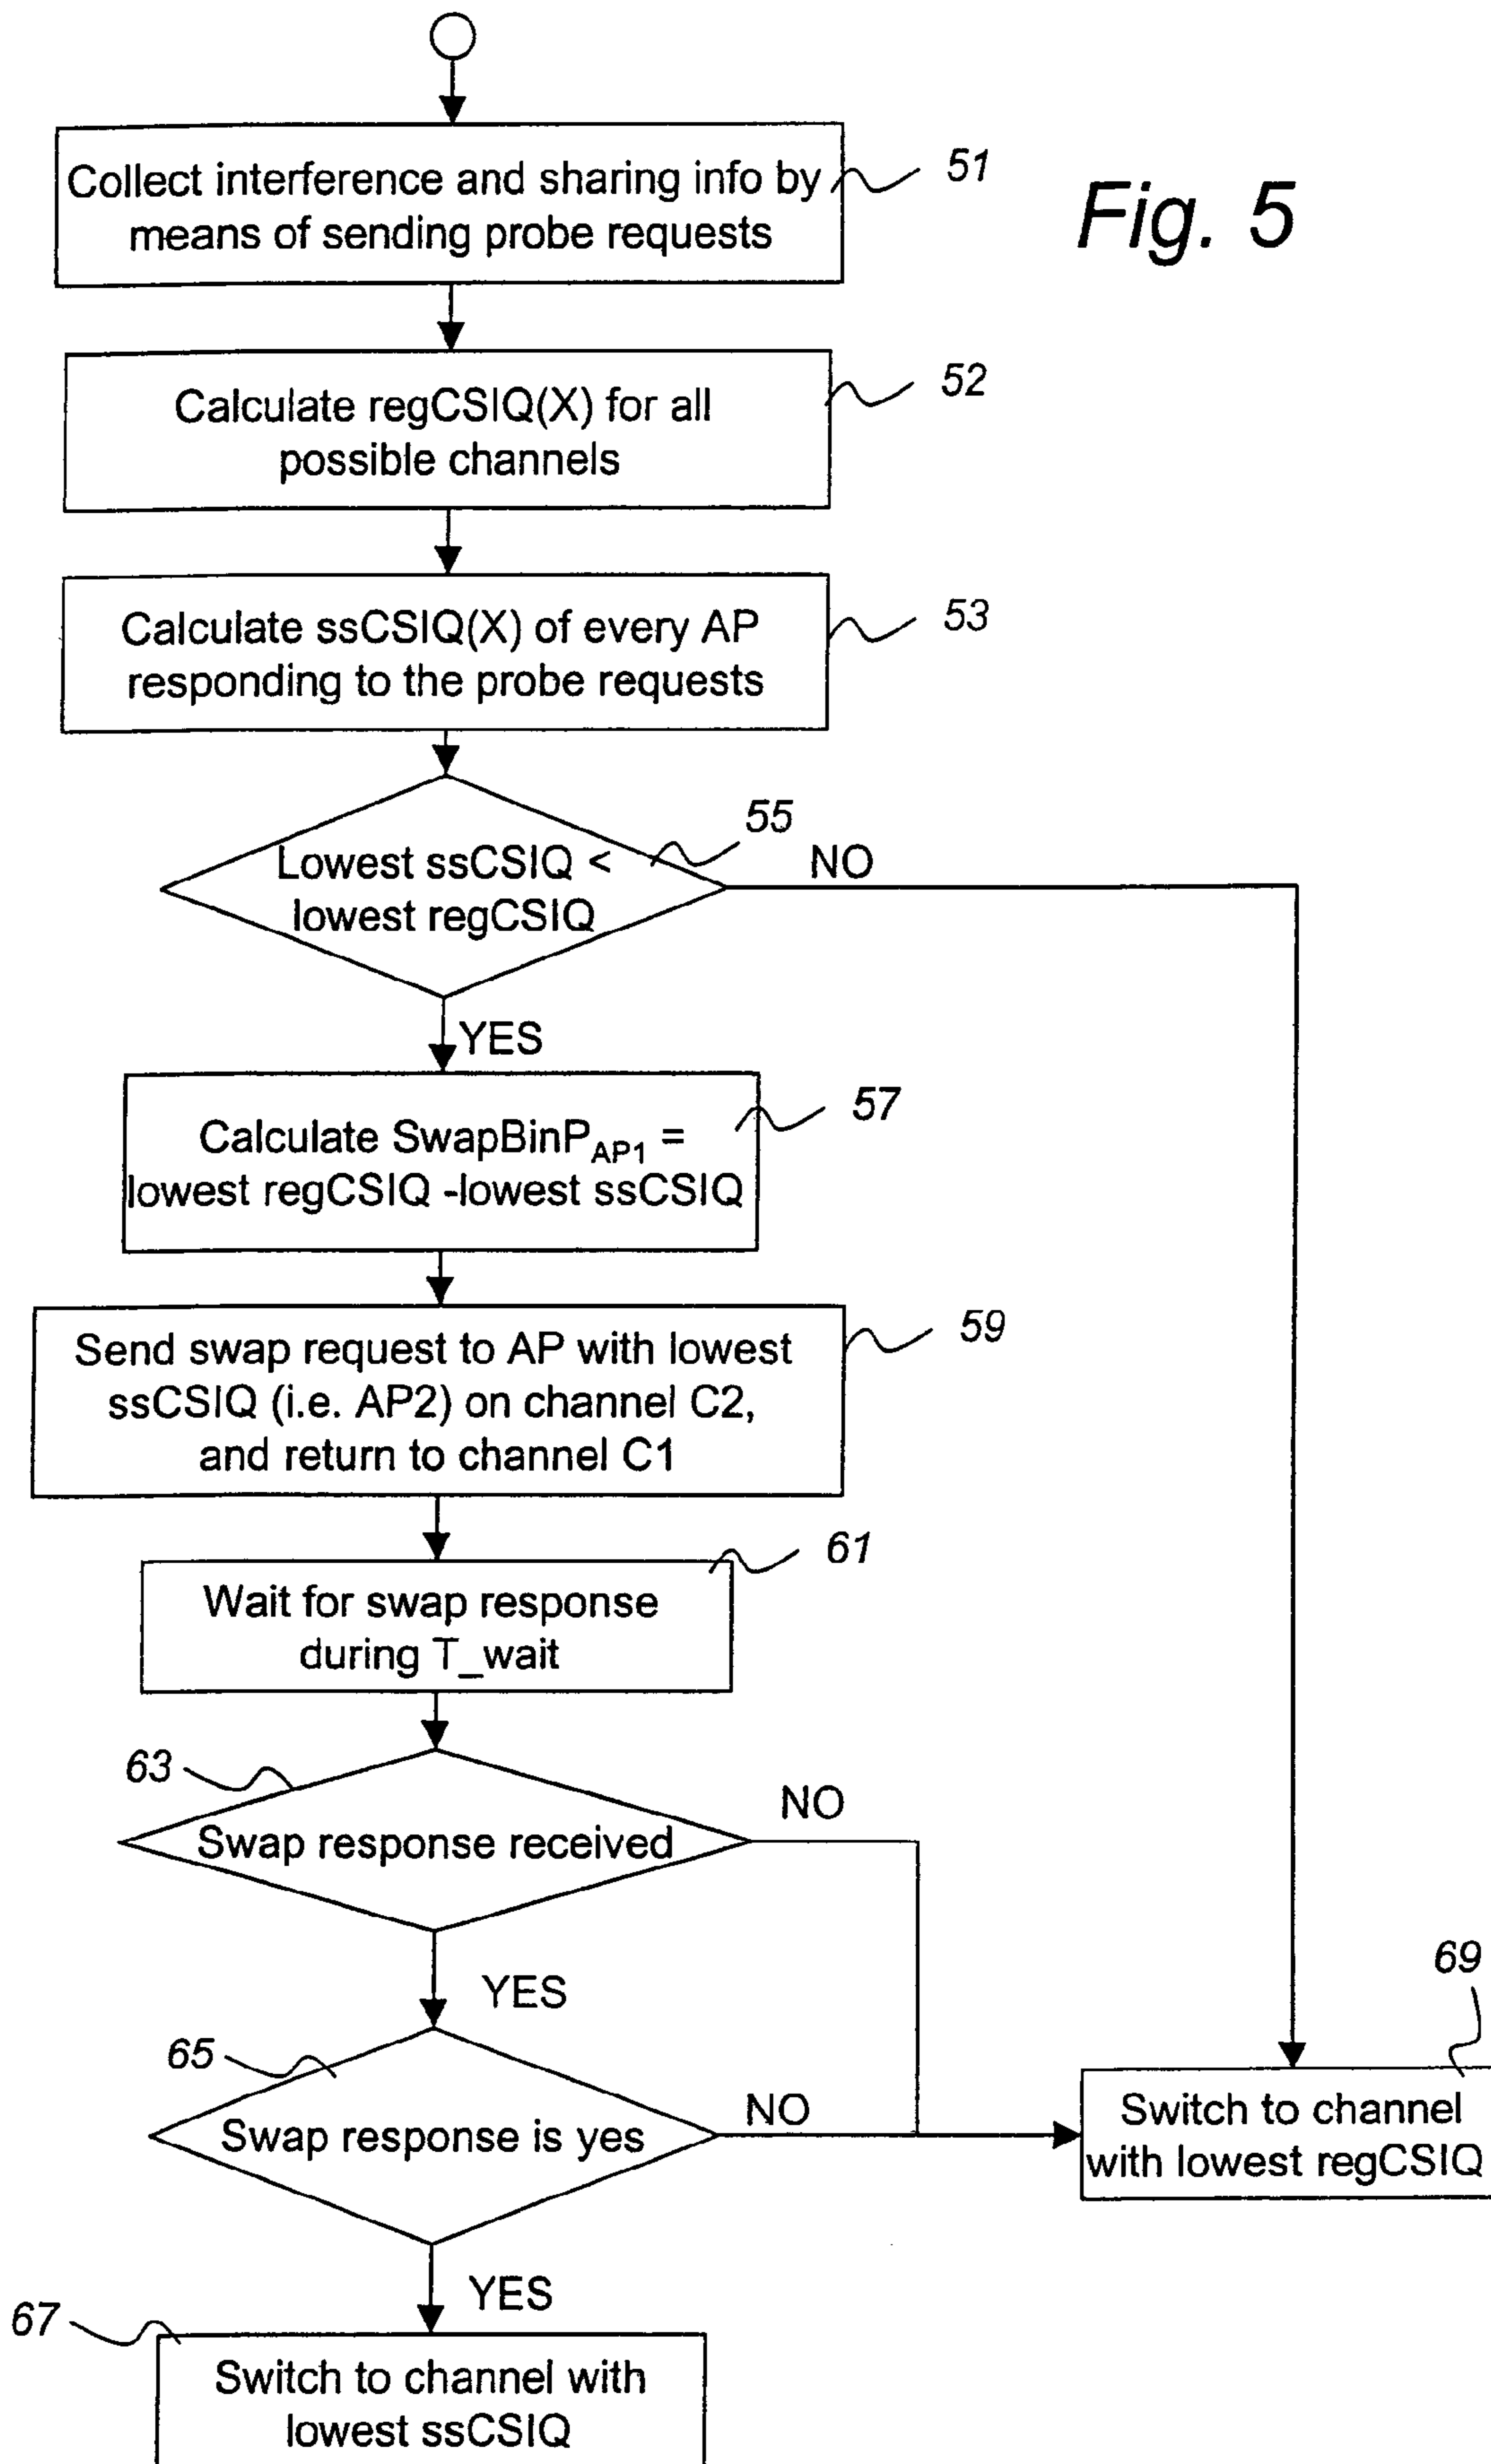 Collect interference and sharing info by
means of sending probe requests
51
Fig. 5
Calculate regCSIQ(X) for all
possible channels
52
Calculate ssCSIQ(X) of every AP
responding to the probe requests
53
Lowest ssCSIQ <
lowest regCSIQ
55
NO
YES
Calculate SwapBinP_AP1 =
lowest regCSIQ -lowest ssCSIQ
57
Send swap request to AP with lowest
ssCSIQ (i.e. AP2) on channel C2,
and return to channel C1
59
Wait for swap response
during T_wait
61
63
Swap response received
NO
YES
65
Swap response is yes
NO
69
Switch to channel
with lowest regCSIQ
YES
67
Switch to channel with
lowest ssCSIQ